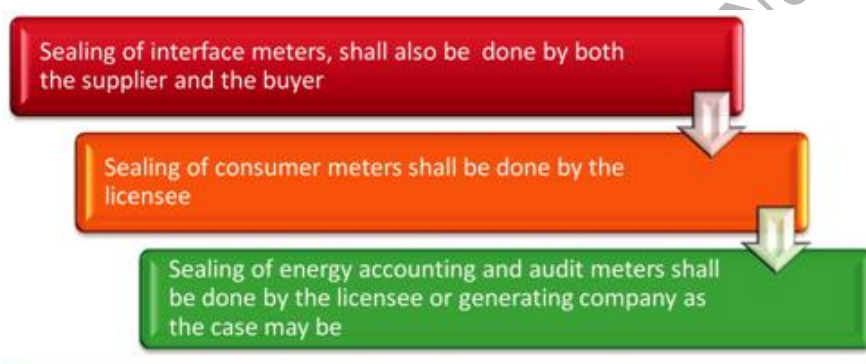 Sealing of interface meters, shall also be  done by both
the supplier and the buyer
Sealing of consumer meters shall be done by the
licensee
Sealing of energy accounting and audit meters shall
be done by the licensee or generating company as
the case may be